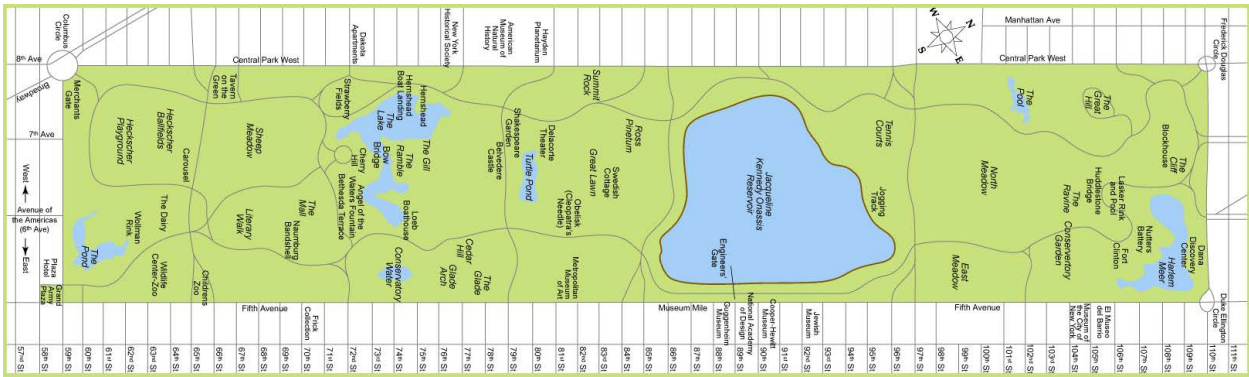 Columbus
Circle
8th Ave
Broadway
Merchants
Gate
7th Ave
West
Avenue of
the Americas
(6th Ave)
East
Plaza
Hotel
Grand
Army
Plaza
Central Park West
Dakota
Apartments
New York
Historical Society
American
Museum of
Natural
History
Hayden
Planetarium
Manhattan Ave
Central Park West
Frederick Douglas
Circle
N
E
S
W
Tavern
on the
Green
Heckscher
Ballfields
Heckscher
Playground
Carousel
Sheep
Meadow
The Dairy
Wollman
Rink
The
Pond
Wildlife
Center-Zoo
Childrens
Zoo
Literary
Walk
The
Mall
Naumburg
Bandshell
Strawberry
Fields
Hernshead
Boat Landing
Hernshead
The
Lake
Bow
Bridge
The
Ramble
The Gill
Cherry
Hill
Angel of the
Waters Fountain
Bethesda Terrace
Loeb
Boathouse
Conservatory
Water
Cedar
Hill
Glade
Arch
The
Glade
Shakespeare
Garden
Belvedere
Castle
Delacorte
Theater
Turtle Pond
Summit
Rock
Ross
Pinetum
Great Lawn
Swedish
Cottage
Obelisk
(Cleopatra's
Needle)
Metropolitan
Museum
of Art
Jacqueline
Kennedy Onassis
Reservoir
Engineers'
Gate
Tennis
Courts
Jogging
Track
North
Meadow
East
Meadow
The
Pool
The
Great
Hill
Blockhouse
The
Cliff
Lasker Rink
and Pool
Huddlestone
Bridge
The
Ravine
Conserventory
Garden
Fort
Clinton
Nutters
Battery
Dana
Discovery
Center
Harlem
Meer
Duke Ellington
Circle
Fifth Avenue
Frick
Collection
Museum Mile
Guggenheim
Museum
National Academy
of Design
Cooper-Hewitt
Museum
Jewish
Museum
Fifth Avenue
Museum of
the City of
New York
El Museo
del Barrio
57nd St
58th St
59th St
60th St
61st St
62nd St
63rd St
64th St
65th St
66th St
67th St
68th St
69th St
70th St
71st St
72nd St
73rd St
74th St
75th St
76th St
77th St
78th St
79th St
80th St
81st St
82nd St
83rd St
84th St
85th St
86th St
87th St
88th St
89th St
90th St
91st St
92nd St
93rd St
94th St
95th St
96th St
97th St
98th St
99th St
100th St
101st St
102nd St
103rd St
104th St
105th St
106th St
107th St
108th St
109th St
110th St
111th St